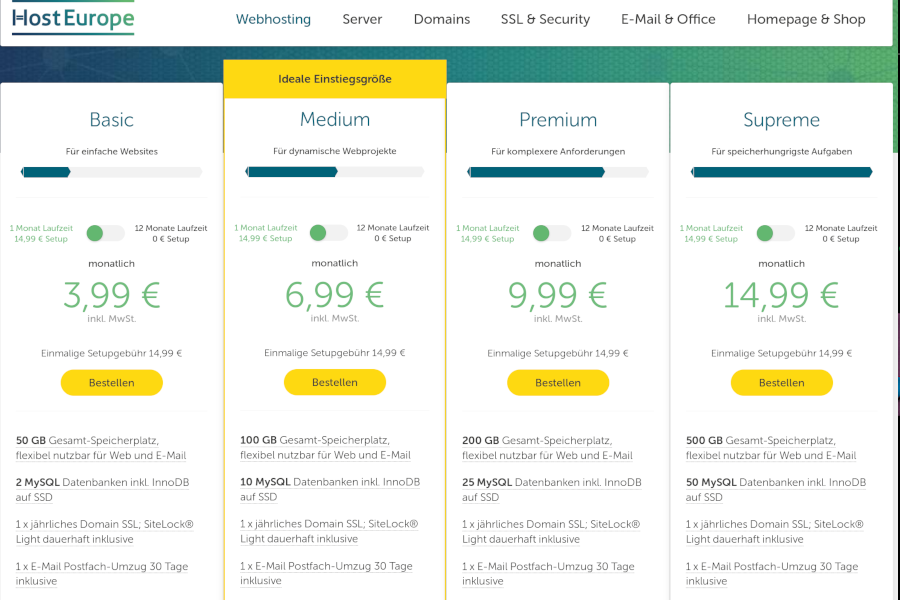 HostEurope
Webhosting Server Domains SSL & Security E-Mail & Office Homepage & Shop
Ideale Einstiegsgröße
Basic
Für einfache Websites
1 Monat Laufzeit
14,99 € Setup
12 Monate Laufzeit
0 € Setup
monatlich
3,99 €
inkl. MwSt.
Einmalige Setupgebühr 14,99 €
Bestellen
50 GB Gesamt-Speicherplatz,
flexibel nutzbar für Web und E-Mail
2 MySQL Datenbanken inkl. InnoDB
auf SSD
1 x jährliches Domain SSL; SiteLock®
Light dauerhaft inklusive
1 x E-Mail Postfach-Umzug 30 Tage
inklusive
Medium
Für dynamische Webprojekte
1 Monat Laufzeit
14,99 € Setup
12 Monate Laufzeit
0 € Setup
monatlich
6,99 €
inkl. MwSt.
Einmalige Setupgebühr 14,99 €
Bestellen
100 GB Gesamt-Speicherplatz,
flexibel nutzbar für Web und E-Mail
10 MySQL Datenbanken inkl. InnoDB
auf SSD
1 x jährliches Domain SSL; SiteLock®
Light dauerhaft inklusive
1 x E-Mail Postfach-Umzug 30 Tage
inklusive
Premium
Für komplexere Anforderungen
1 Monat Laufzeit
14,99 € Setup
12 Monate Laufzeit
0 € Setup
monatlich
9,99 €
inkl. MwSt.
Einmalige Setupgebühr 14,99 €
Bestellen
200 GB Gesamt-Speicherplatz,
flexibel nutzbar für Web und E-Mail
25 MySQL Datenbanken inkl. InnoDB
auf SSD
1 x jährliches Domain SSL; SiteLock®
Light dauerhaft inklusive
1 x E-Mail Postfach-Umzug 30 Tage
inklusive
Supreme
Für speicherhungrigste Aufgaben
1 Monat Laufzeit
14,99 € Setup
12 Monate Laufzeit
0 € Setup
monatlich
14,99 €
inkl. MwSt.
Einmalige Setupgebühr 14,99 €
Bestellen
500 GB Gesamt-Speicherplatz,
flexibel nutzbar für Web und E-Mail
50 MySQL Datenbanken inkl. InnoDB
auf SSD
1 x jährliches Domain SSL; SiteLock®
Light dauerhaft inklusive
1 x E-Mail Postfach-Umzug 30 Tage
inklusive